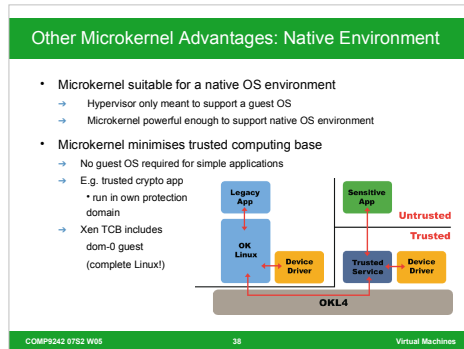 Other Microkernel Advantages: Native Environment
• Microkernel suitable for a native OS environment
➔ Hypervisor only meant to support a guest OS
➔ Microkernel powerful enough to support native OS environment
• Microkernel minimises trusted computing base
➔ No guest OS required for simple applications
➔ E.g. trusted crypto app
• run in own protection
domain
➔ Xen TCB includes
dom-0 guest
(complete Linux!)
Legacy
App
Sensitive
App
Untrusted
Trusted
OK
Linux
Device
Driver
Trusted
Service
Device
Driver
OKL4
COMP9242 07S2 W05
38
Virtual Machines